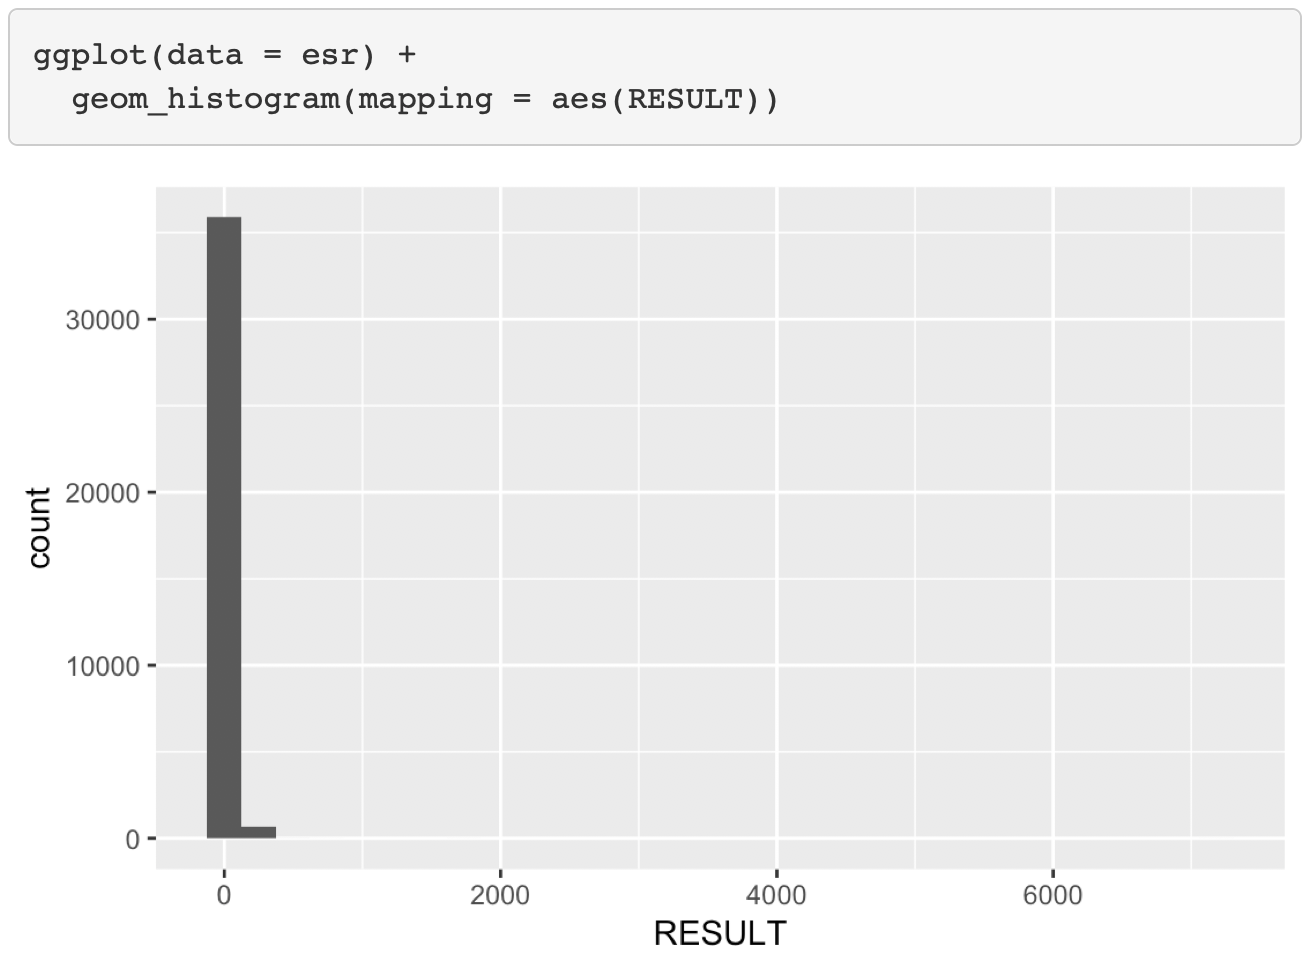 ggplot(data = esr) +
  geom_histogram(mapping = aes(RESULT))
30000
20000
10000
0
count
0 2000 4000 6000
RESULT